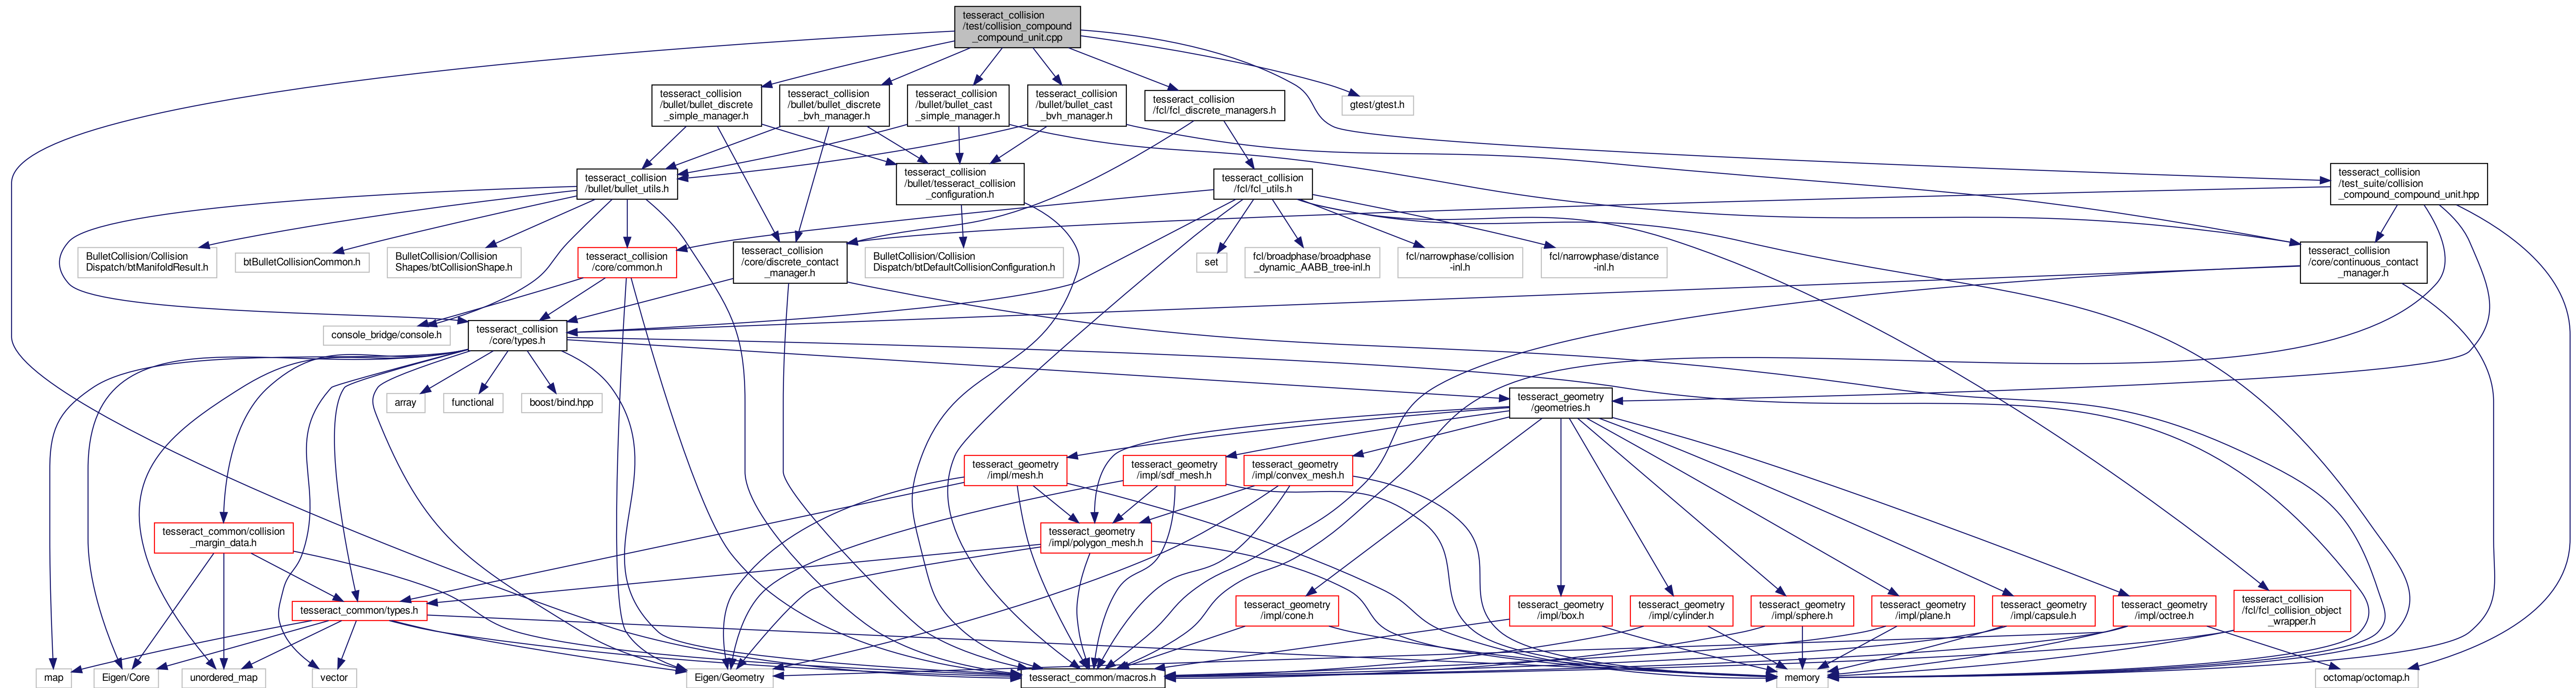 tesseract_collision
/test/collision_compound
_compound_unit.cpp
tesseract_collision
/bullet/bullet_discrete
_simple_manager.h
tesseract_collision
/bullet/bullet_discrete
_bvh_manager.h
tesseract_collision
/bullet/bullet_cast
_simple_manager.h
tesseract_collision
/bullet/bullet_cast
_bvh_manager.h
tesseract_collision
/fcl/fcl_discrete_managers.h
gtest/gtest.h
tesseract_collision
/bullet/bullet_utils.h
tesseract_collision
/bullet/tesseract_collision
_configuration.h
tesseract_collision
/fcl/fcl_utils.h
tesseract_collision
/test_suite/collision
_compound_compound_unit.hpp
BulletCollision/Collision
Dispatch/btManifoldResult.h
btBulletCollisionCommon.h
BulletCollision/Collision
Shapes/btCollisionShape.h
tesseract_collision
/core/common.h
tesseract_collision
/core/discrete_contact
_manager.h
BulletCollision/Collision
Dispatch/btDefaultCollisionConfiguration.h
set
fcl/broadphase/broadphase
_dynamic_AABB_tree-inl.h
fcl/narrowphase/collision
-inl.h
fcl/narrowphase/distance
-inl.h
tesseract_collision
/core/continuous_contact
_manager.h
console_bridge/console.h
tesseract_collision
/core/types.h
array
functional
boost/bind.hpp
tesseract_geometry
/geometries.h
tesseract_geometry
/impl/mesh.h
tesseract_geometry
/impl/sdf_mesh.h
tesseract_geometry
/impl/convex_mesh.h
tesseract_common/collision
_margin_data.h
tesseract_geometry
/impl/polygon_mesh.h
tesseract_common/types.h
tesseract_geometry
/impl/cone.h
tesseract_geometry
/impl/box.h
tesseract_geometry
/impl/cylinder.h
tesseract_geometry
/impl/sphere.h
tesseract_geometry
/impl/plane.h
tesseract_geometry
/impl/capsule.h
tesseract_geometry
/impl/octree.h
tesseract_collision
/fcl/fcl_collision_object
_wrapper.h
map
Eigen/Core
unordered_map
vector
Eigen/Geometry
tesseract_common/macros.h
memory
octomap/octomap.h